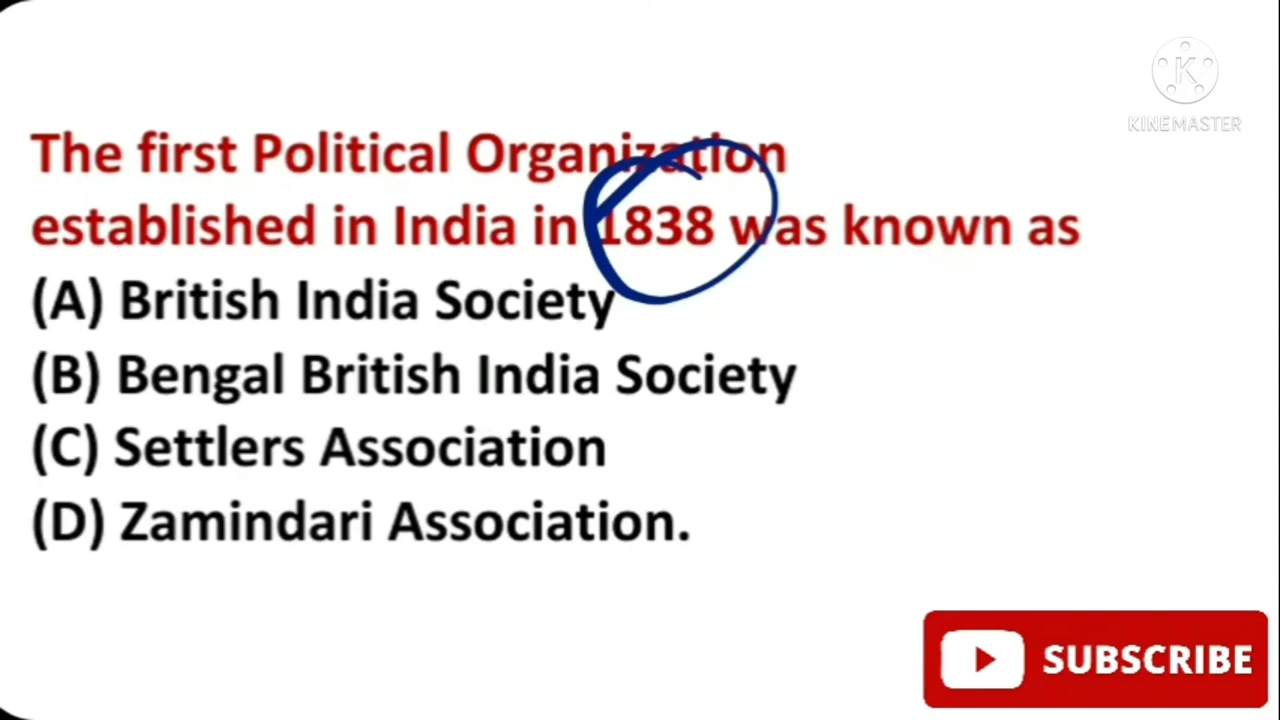 K
KINEMASTER
The first Political Organization
established in India in 1838 was known as
(A) British India Society
(B) Bengal British India Society
(C) Settlers Association
(D) Zamindari Association.
SUBSCRIBE